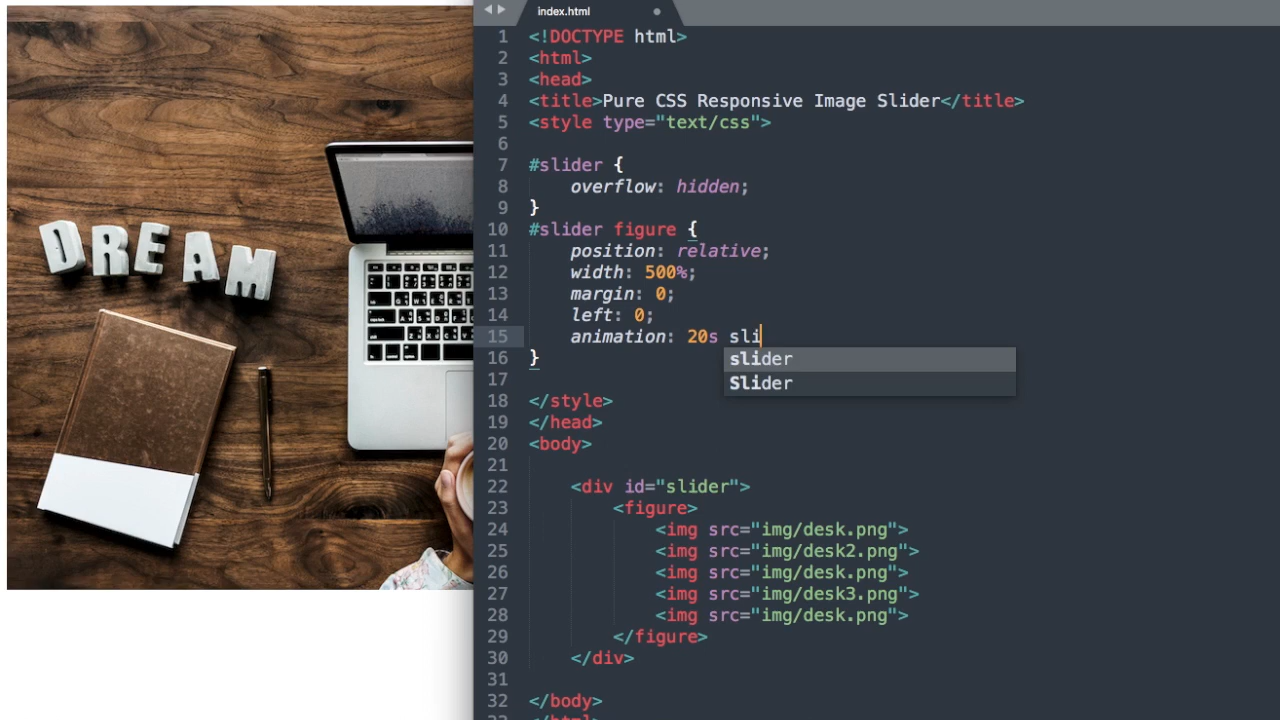 DREAM
index.html
1 <!DOCTYPE html>
2 <html>
3 <head>
4 <title>Pure CSS Responsive Image Slider</title>
5 <style type="text/css">
6
7 #slider {
8 overflow: hidden;
9 }
10 #slider figure {
11 position: relative;
12 width: 500%;
13 margin: 0;
14 left: 0;
15 animation: 20s sli
slider
Slider
16 }
17
18 </style>
19 </head>
20 <body>
21
22 <div id="slider">
23 <figure>
24 <img src="img/desk.png">
25 <img src="img/desk2.png">
26 <img src="img/desk.png">
27 <img src="img/desk3.png">
28 <img src="img/desk.png">
29 </figure>
30 </div>
31
32 </body>